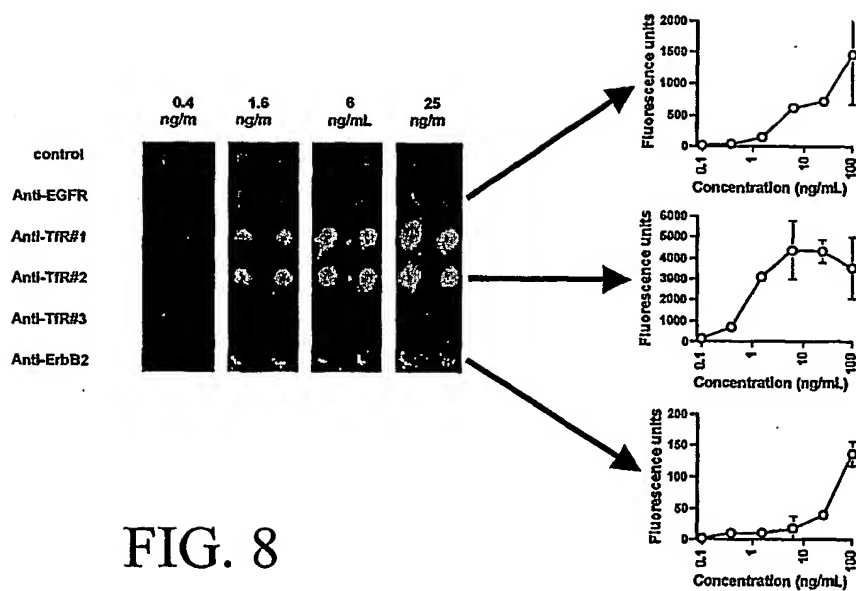 0.4 1.6 6 25
ng/m ng/m ng/mL ng/m
control
Anti-EGFR
Anti-TfR#1
Anti-TfR#2
Anti-TfR#3
Anti-ErbB2
Fluorescence units
2000
1500
1000
500
0
0.1 1 10 100
Concentration (ng/mL)
Fluorescence units
6000
5000
4000
3000
2000
1000
0
0.1 1 10 100
Concentration (ng/mL)
Fluorescence units
200
150
100
50
0
0.1 1 10 100
Concentration (ng/mL)
FIG. 8